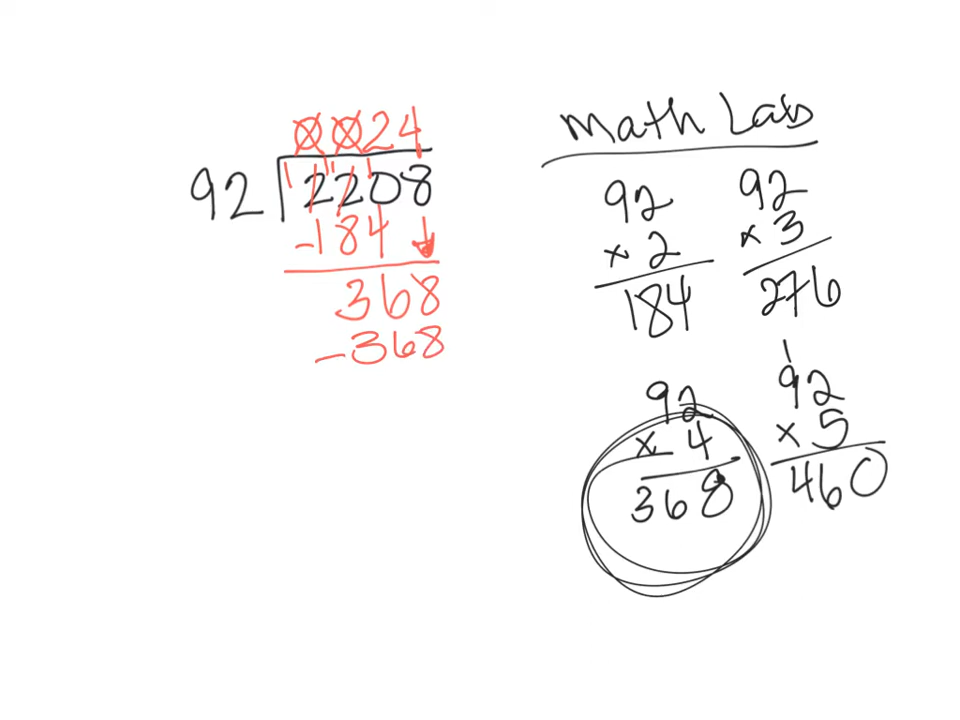 0024
92 2208
-184
368
-368
Math Lab
92
x 2
184
92
x 3
276
92
x 4
368
1
92
x 5
460